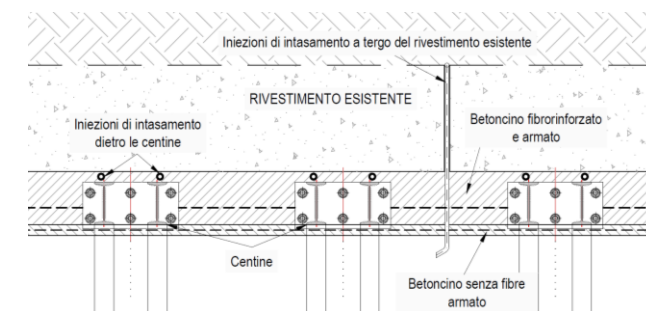 Iniezioni di intasamento a tergo del rivestimento esistente
RIVESTIMENTO ESISTENTE
Iniezioni di intasamento
dietro le centine
Betoncino fibrorinforzato
e armato
Centine
Betoncino senza fibre
armato